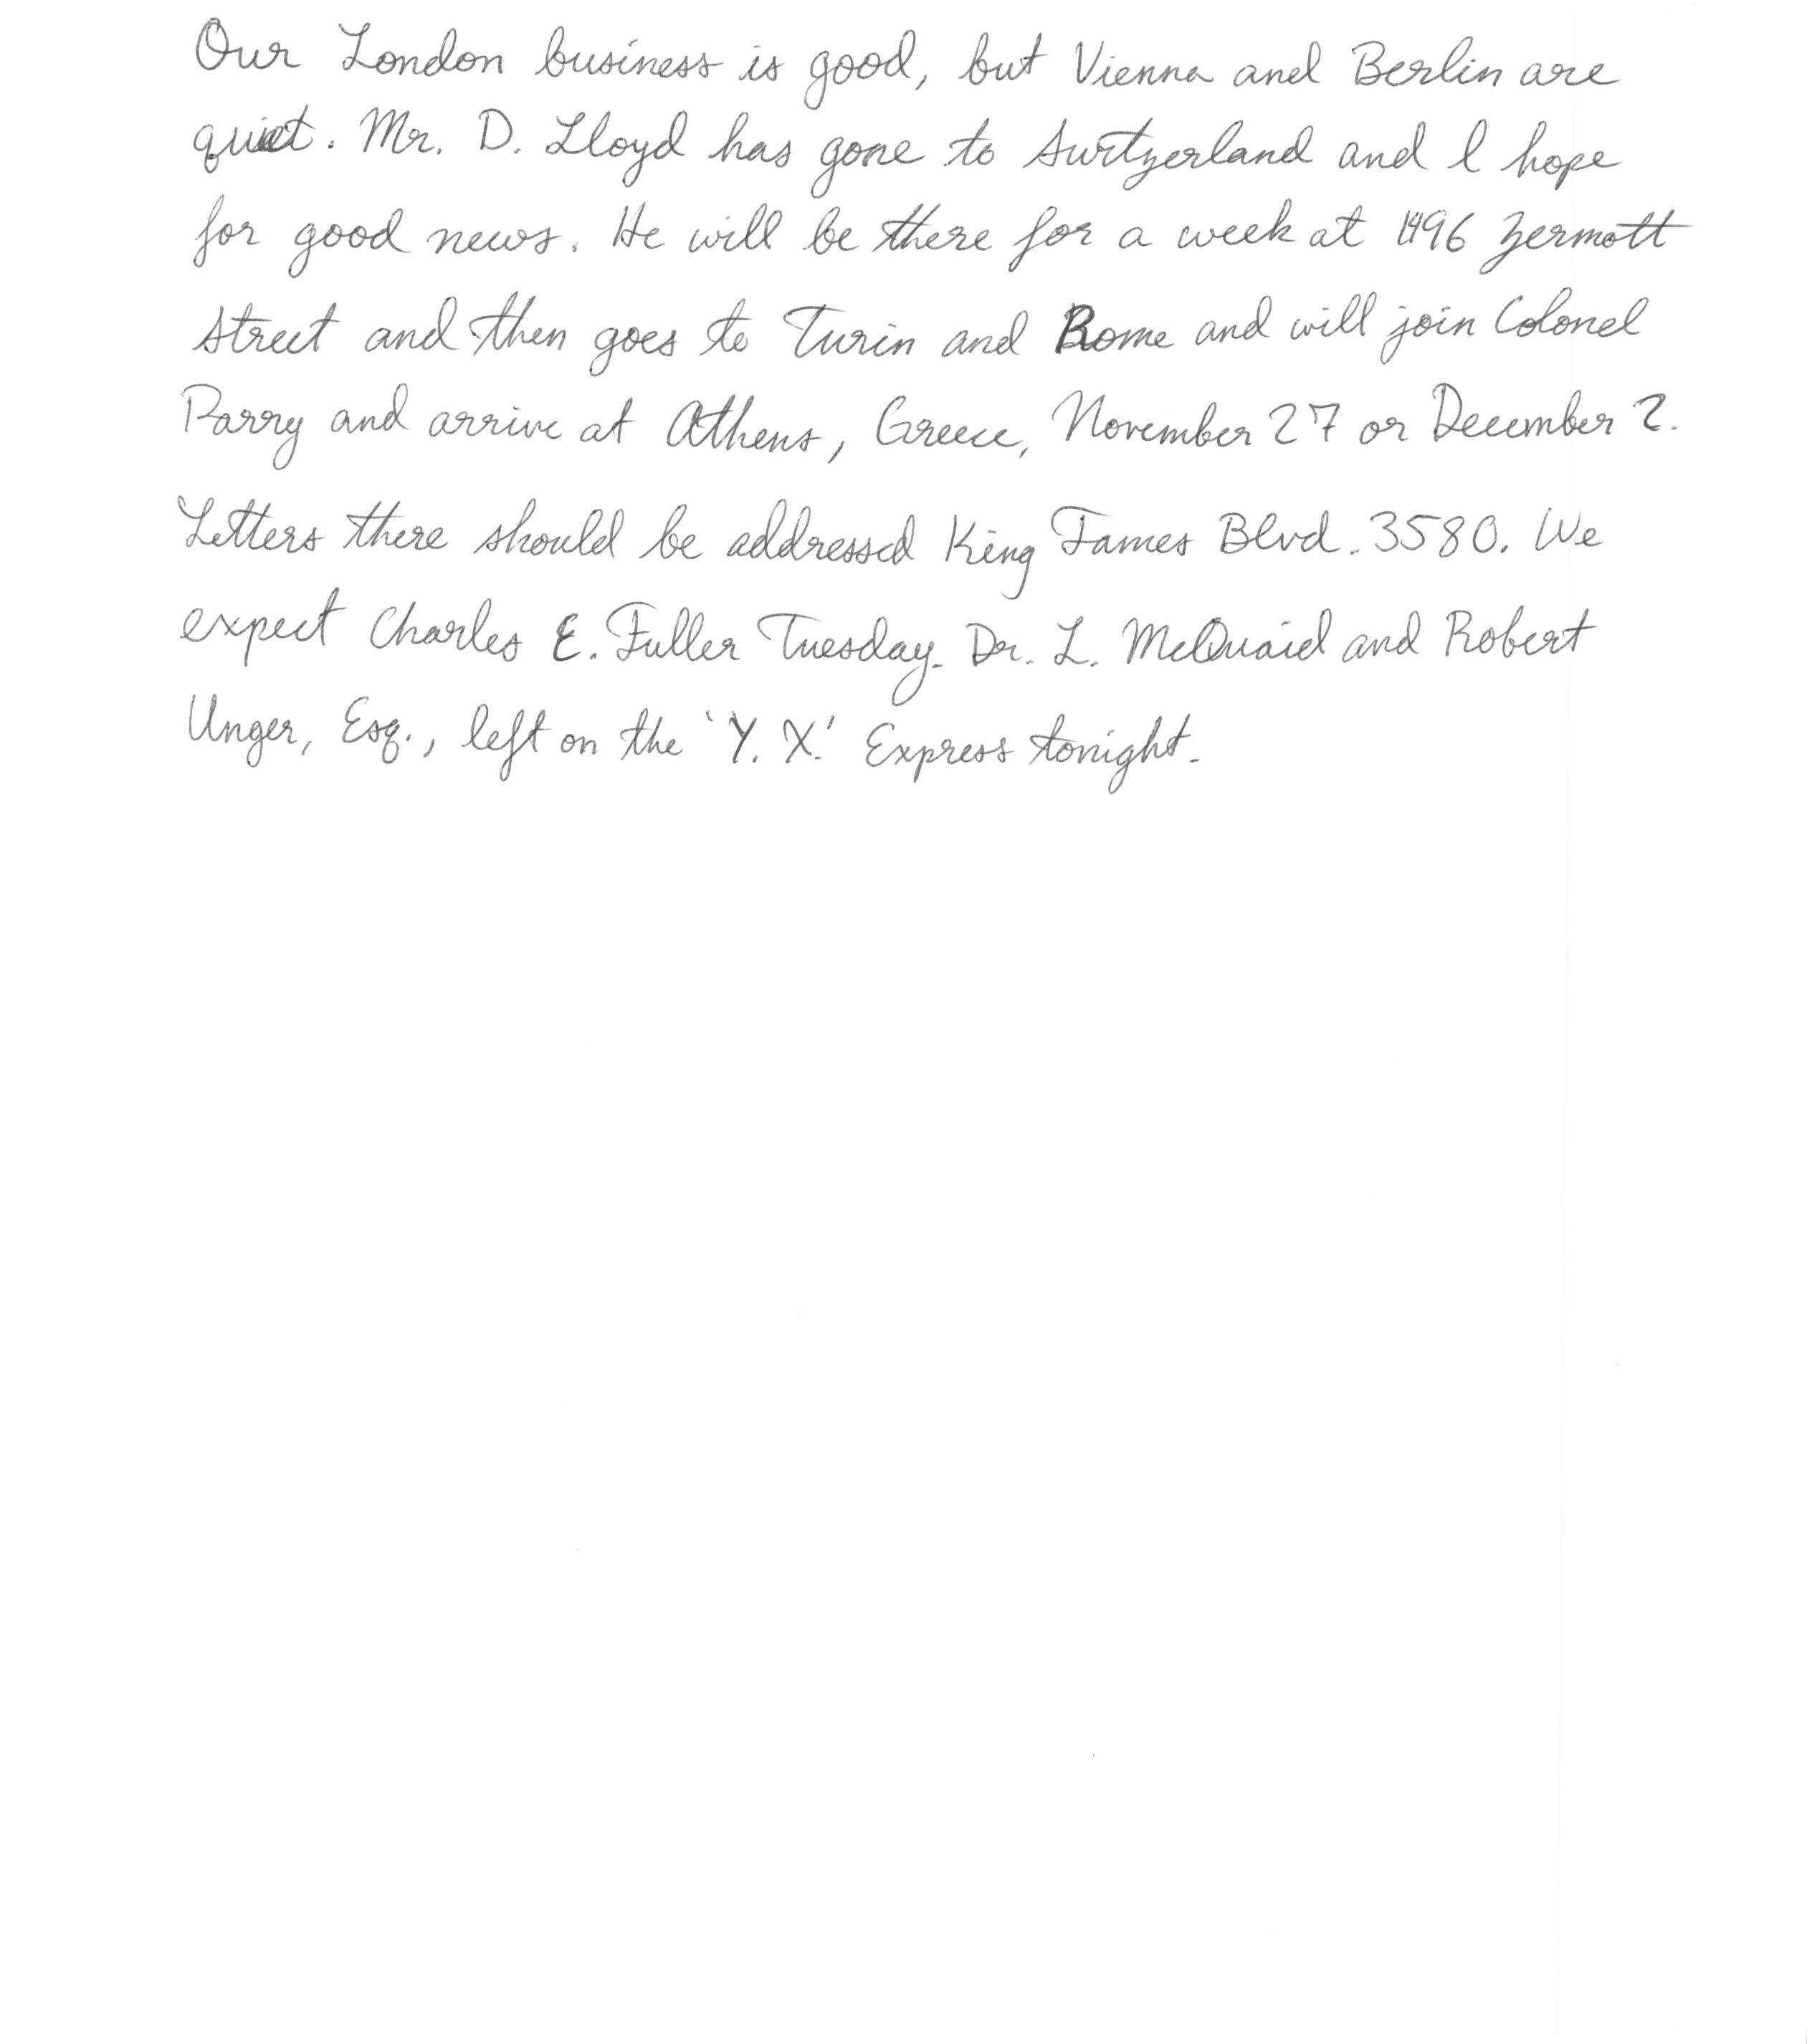 Our London business is good, but Vienna and Berlin are
quiet. Mr. D. Lloyd has gone to Switzerland and I hope
for good news. He will be there for a week at 1496 Zermott
Street and then goes to Turin and Rome and will join Colonel
Parry and arrive at Athens, Greece, November 27 or December 2.
Letters there should be addressed King James Blvd. 3580. We
expect Charles E. Fuller Tuesday. Dr. L. McQuaid and Robert
Unger, Esq., left on the 'Y. X.' Express tonight.